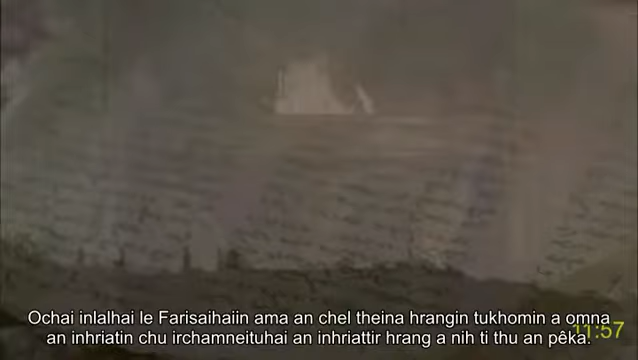 Ochai inlalhai le Farisaihaiin ama an chel theina hrangin tukhomin a omna
an inhriatin chu irchamneituhai an inhriattir hrang a nih ti thu an pêka.
11:57